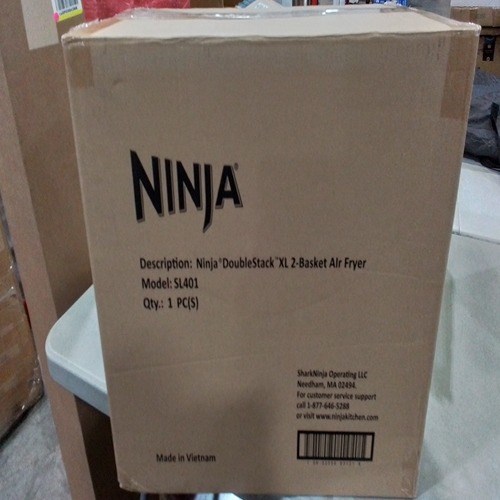 NINJA®
Description: Ninja®DoubleStack™XL 2-Basket Air Fryer
Model: SL401
Qty.: 1 PC(S)
SharkNinja Operating LLC
Needham, MA 02494
For customer service support
call 1-877-646-5288
or visit www.ninjakitchen.com
Made in Vietnam